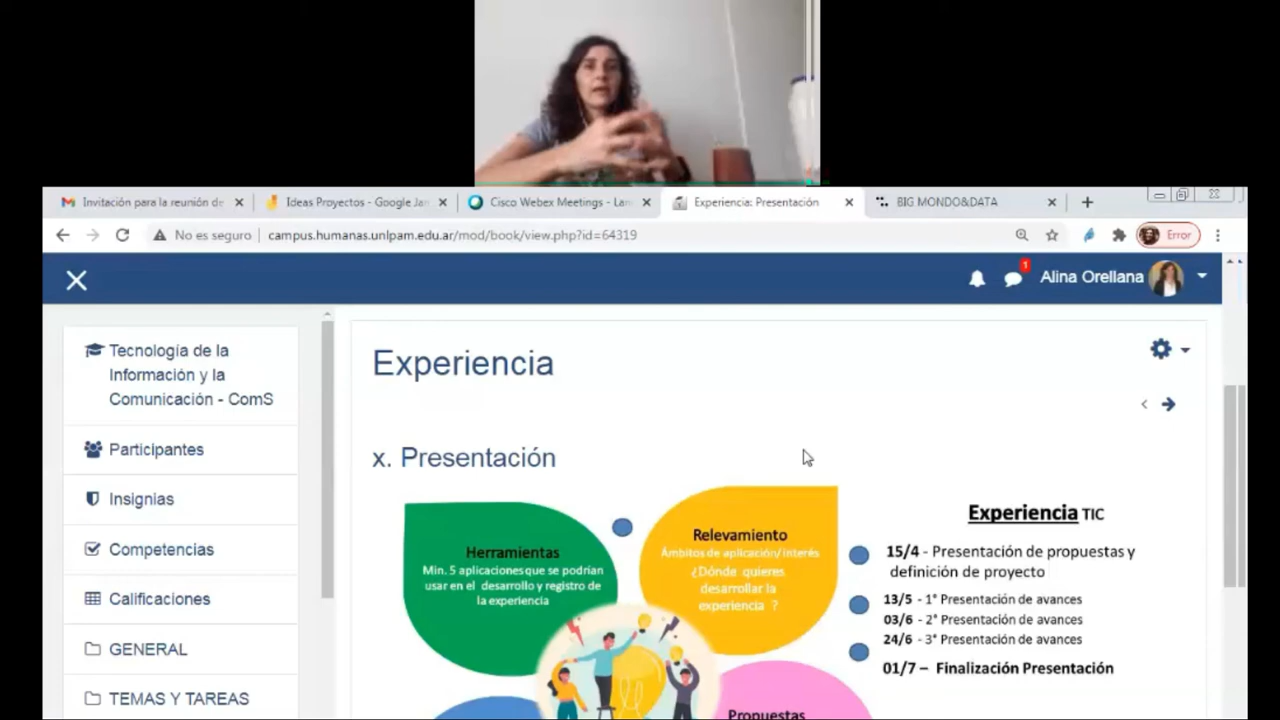 Invitación para la reunión de
Ideas Proyectos - Google Jan
Cisco Webex Meetings - Lan
Experiencia: Presentación
BIG MONDO&DATA
No es seguro
campus.humanas.unlpam.edu.ar/mod/book/view.php?id=64319
Error
1
Alina Orellana
Tecnología de la
Información y la
Comunicación - ComS
Participantes
Insignias
Competencias
Calificaciones
GENERAL
TEMAS Y TAREAS
Experiencia
x. Presentación
Herramientas
Min. 5 aplicaciones que se podrían
usar en el desarrollo y registro de
la experiencia
Relevamiento
Ámbitos de aplicación/interés
¿Dónde quieres
desarrollar la
experiencia ?
Propuestas
Experiencia TIC
15/4 - Presentación de propuestas y
definición de proyecto
13/5 - 1° Presentación de avances
03/6 - 2° Presentación de avances
24/6 - 3° Presentación de avances
01/7 – Finalización Presentación